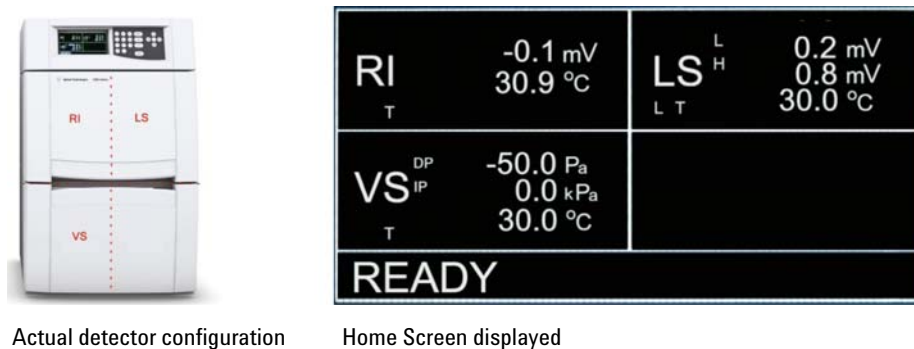 RI LS
VS
RI -0.1 mV
30.9 °C
T
LS L 0.2 mV
H 0.8 mV
L T 30.0 °C
VS DP -50.0 Pa
IP 0.0 kPa
T 30.0 °C
READY
Actual detector configuration
Home Screen displayed